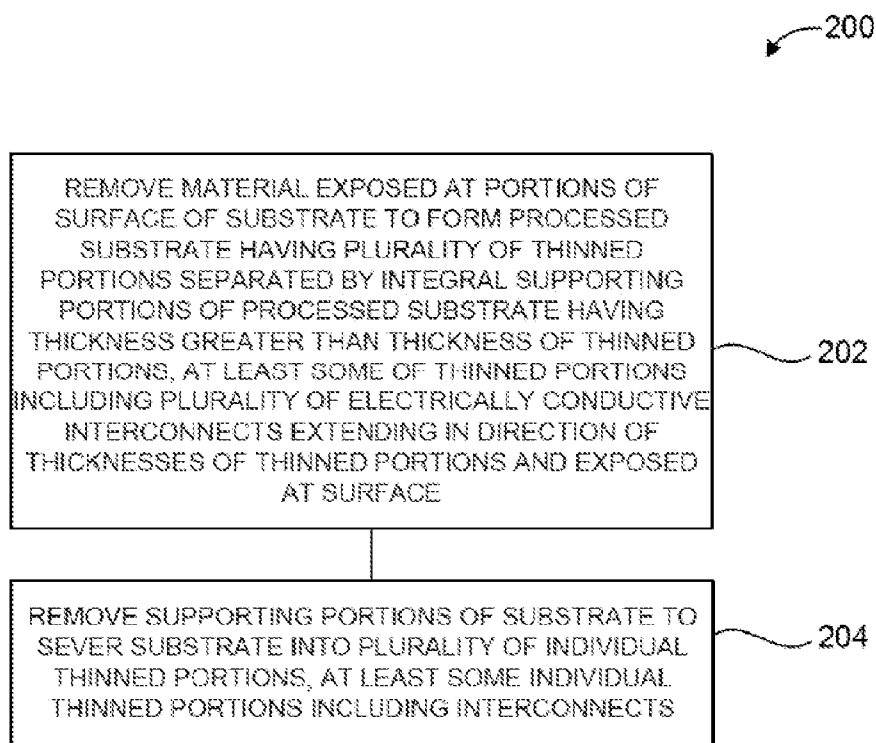 200
REMOVE MATERIAL EXPOSED AT PORTIONS OF
SURFACE OF SUBSTRATE TO FORM PROCESSED
SUBSTRATE HAVING PLURALITY OF THINNED
PORTIONS SEPARATED BY INTEGRAL SUPPORTING
PORTIONS OF PROCESSED SUBSTRATE HAVING
THICKNESS GREATER THAN THICKNESS OF THINNED
PORTIONS, AT LEAST SOME OF THINNED PORTIONS
INCLUDING PLURALITY OF ELECTRICALLY CONDUCTIVE
INTERCONNECTS EXTENDING IN DIRECTION OF
THICKNESSES OF THINNED PORTIONS AND EXPOSED
AT SURFACE
202
REMOVE SUPPORTING PORTIONS OF SUBSTRATE TO
SEVER SUBSTRATE INTO PLURALITY OF INDIVIDUAL
THINNED PORTIONS, AT LEAST SOME INDIVIDUAL
THINNED PORTIONS INCLUDING INTERCONNECTS
204